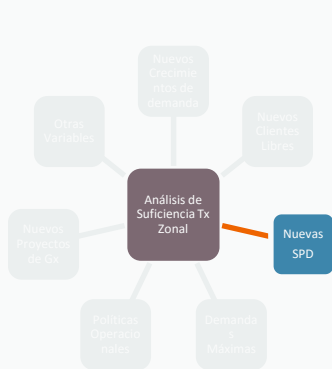 Nuevos
Crecimie
ntos de
demanda
Otras
Variables
Nuevos
Clientes
Libres
Análisis de
Suficiencia Tx
Zonal
Nuevos
Proyectos
de Gx
Nuevas
SPD
Políticas
Operacio
nales
Demanda
s
Máximas